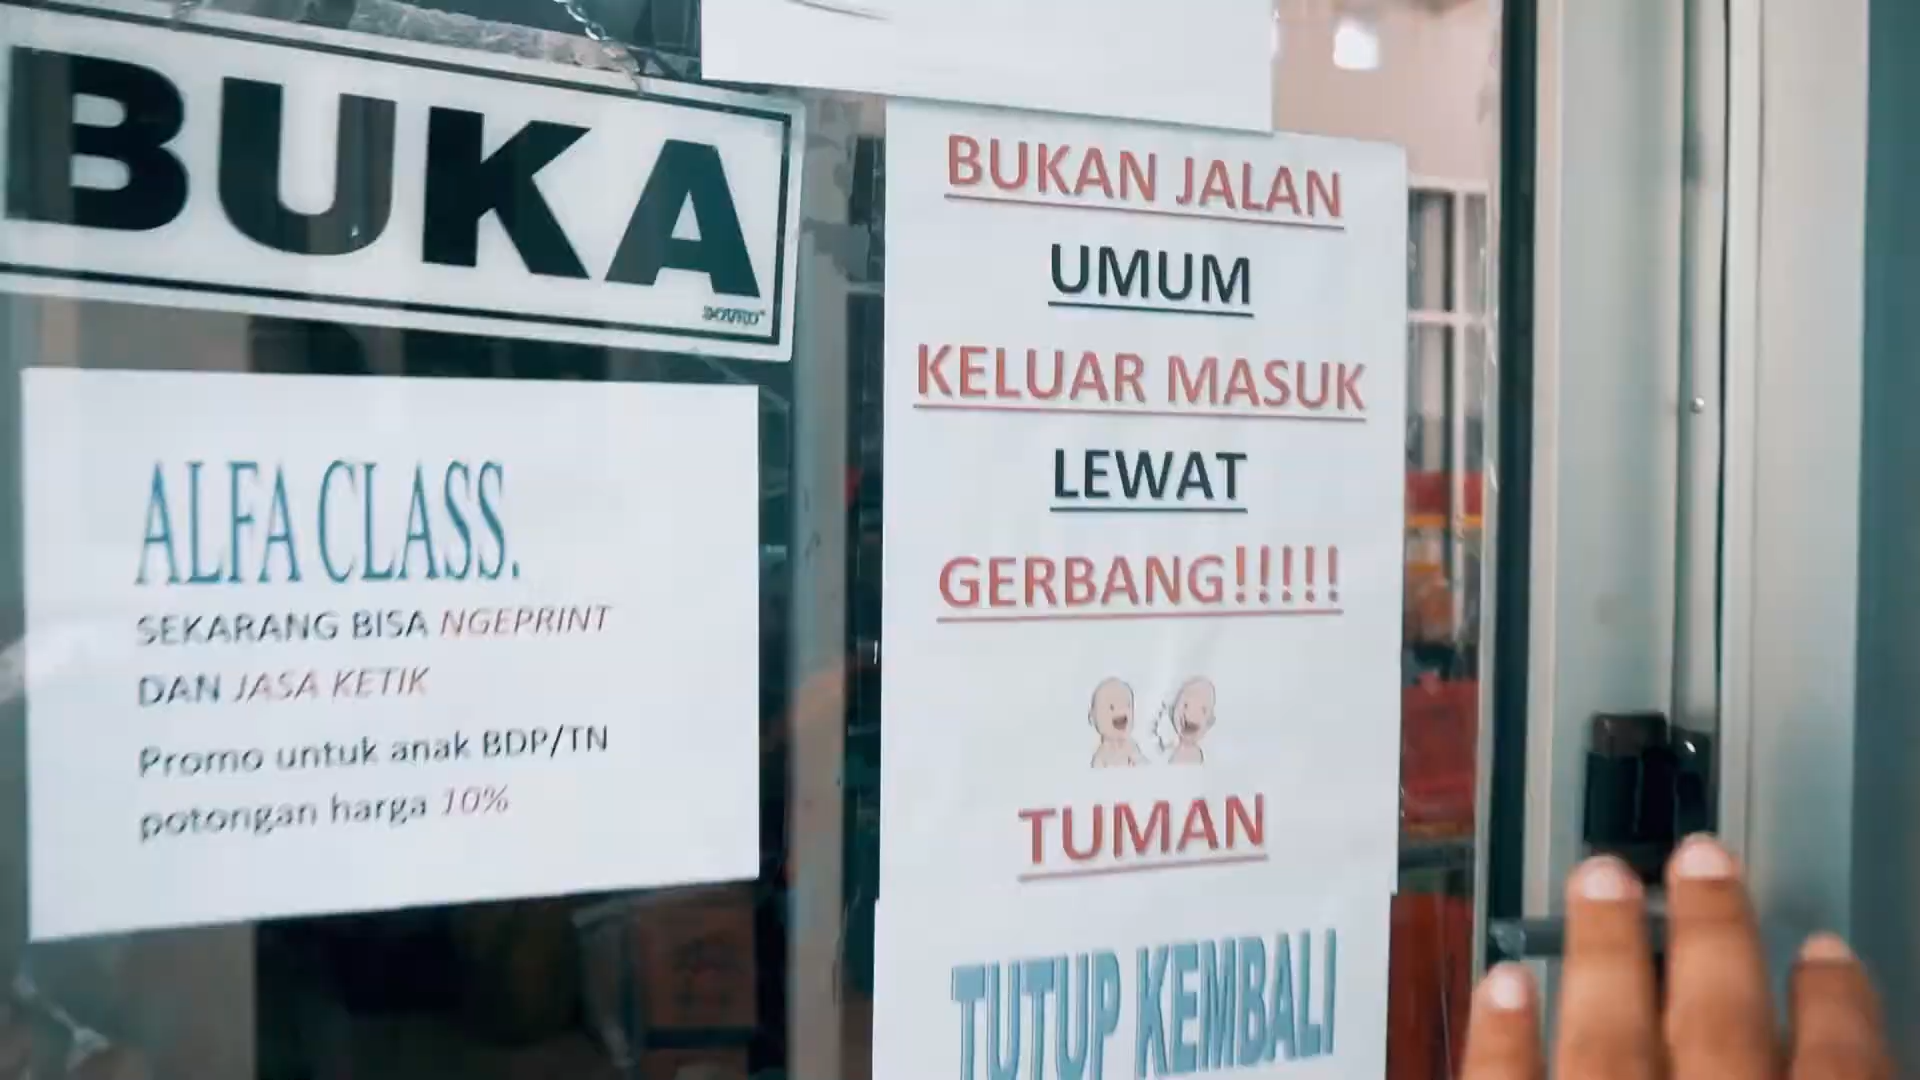 BUKA
ALFA CLASS.
SEKARANG BISA NGEPRINT
DAN JASA KETIK
Promo untuk anak BDP/TN
potongan harga 10%
BUKAN JALAN
UMUM
KELUAR MASUK
LEWAT
GERBANG!!!!!
TUMAN
TUTUP KEMBALI